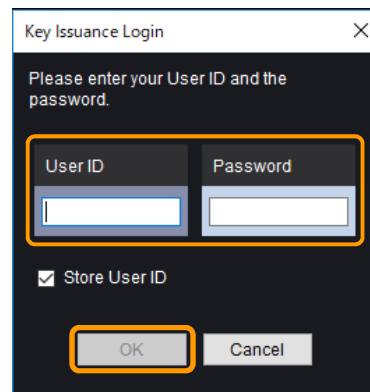 Key Issuance Login
Please enter your User ID and the
password.
User ID
Password
Store User ID
OK
Cancel